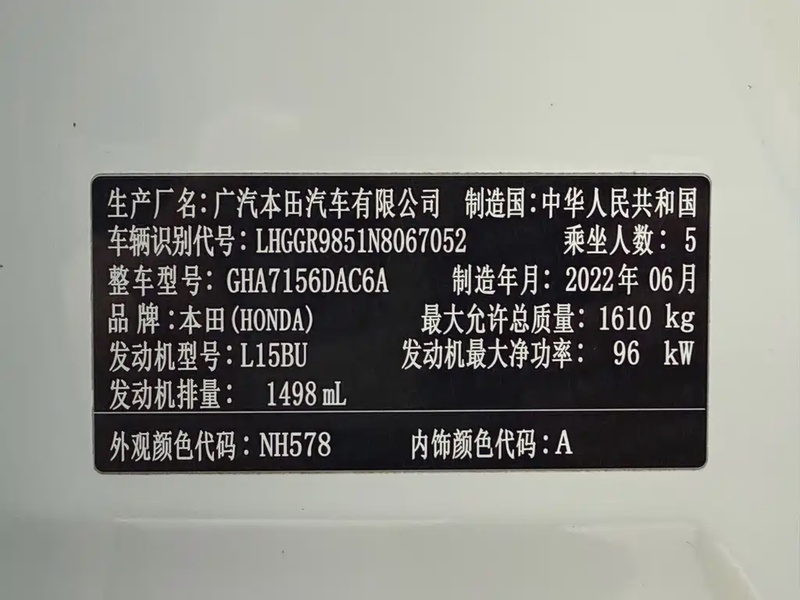 生产厂名:广汽本田汽车有限公司 制造国:中华人民共和国
车辆识别代号: LHGGR9851N8067052 乘坐人数: 5
整车型号: GHA7156DAC6A 制造年月: 2022年 06月
品 牌:本田(HONDA) 最大允许总质量: 1610 kg
发动机型号: L15BU 发动机最大净功率: 96 kW
发动机排量: 1498 mL
外观颜色代码: NH578 内饰颜色代码: A